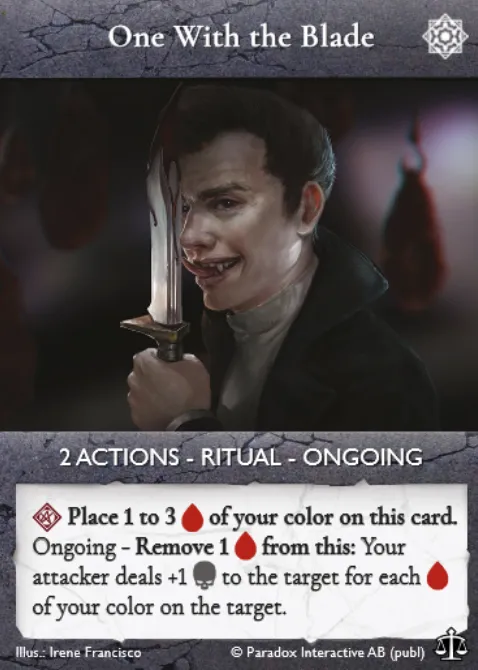 One With the Blade
2 ACTIONS - RITUAL - ONGOING
Place 1 to 3 of your color on this card.
Ongoing - Remove 1 from this: Your
attacker deals +1 to the target for each
of your color on the target.
Illus.: Irene Francisco © Paradox Interactive AB (publ)